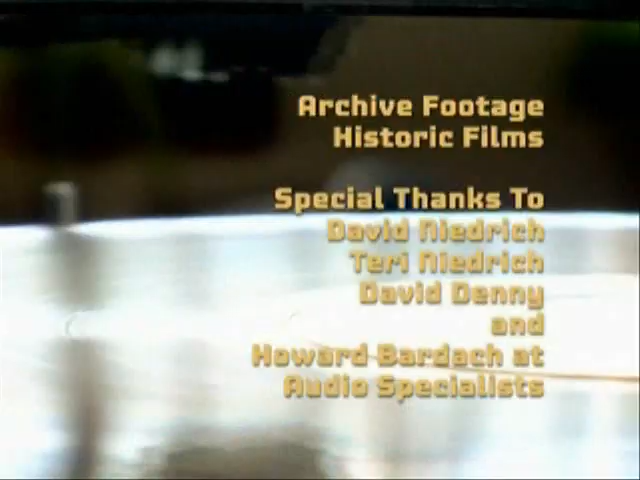 Archive Footage
Historic Films
Special Thanks To
David Niedrich
Teri Niedrich
David Denny
and
Howard Bardach at
Audio Specialists